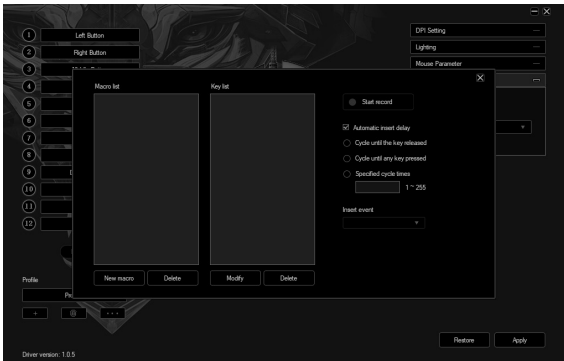 1 Left Button
2 Right Button
3
4
5
6
7
8
9
10
11
12
DPI Setting
Lighting
Mouse Parameter
Macro list
Key list
Start record
Automatic insert delay
Cycle until the key released
Cycle until any key pressed
Specified cycle times
1 ~ 255
Insert event
New macro
Delete
Modify
Delete
Profile
+
...
Restore
Apply
Driver version: 1.0.5